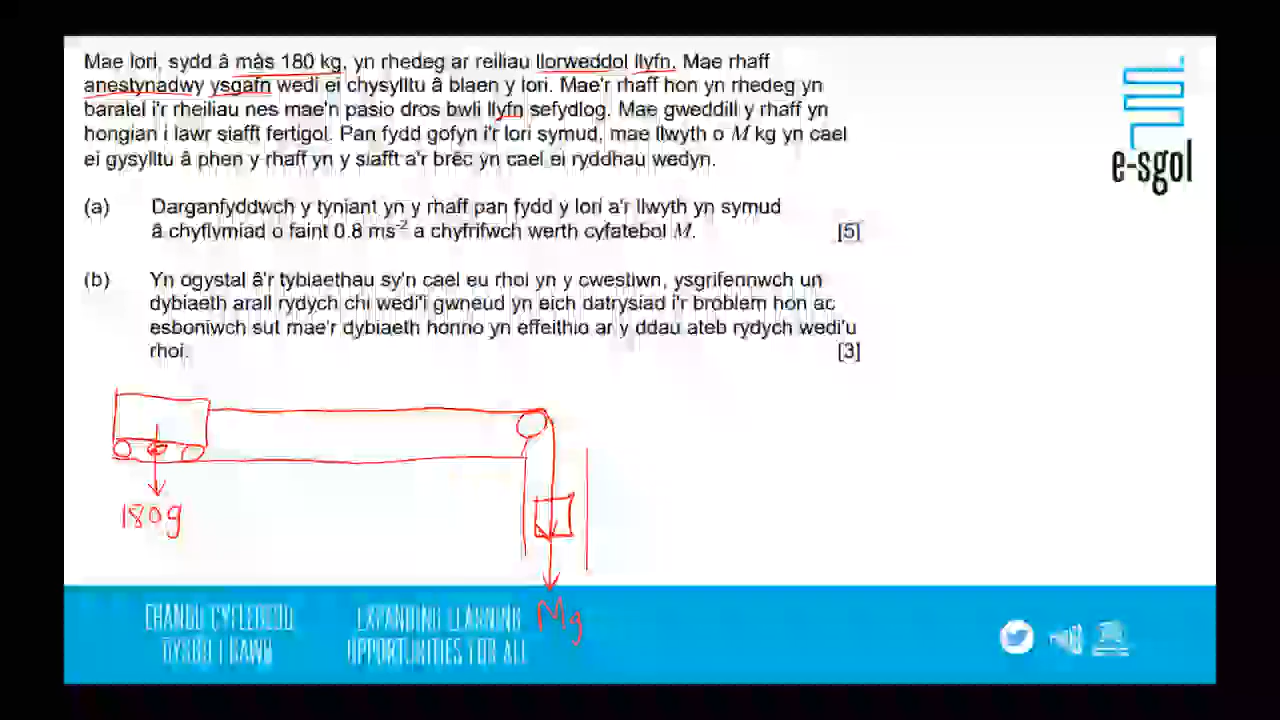 Mae lori, sydd â màs 180 kg, yn rhedeg ar reiliau llorweddol llyfn. Mae rhaff
anestynadwy ysgafn wedi ei chysylltu â blaen y lori. Mae'r rhaff hon yn rhedeg yn
baralel i'r rheiliau nes mae'n pasio dros bwli llyfn sefydlog. Mae gweddill y rhaff yn
hongian i lawr siafft fertigol. Pan fydd gofyn i'r lori symud, mae llwyth o M kg yn cael
ei gysylltu â phen y rhaff yn y siafft a'r brêc yn cael ei ryddhau wedyn.
(a) Darganfyddwch y tyniant yn y rhaff pan fydd y lori a'r llwyth yn symud
â chyflymiad o faint 0.8 ms⁻² a chyfrifwch werth cyfatebol M. [5]
(b) Yn ogystal â'r tybiaethau sy'n cael eu rhoi yn y cwestiwn, ysgrifennwch un
dybiaeth arall rydych chi wedi'i gwneud yn eich datrysiad i'r broblem hon ac
esboniwch sut mae'r dybiaeth honno yn effeithio ar y ddau ateb rydych wedi'u
rhoi. [3]
e-sgol
180g
Mg
EXPANDING LEARNING
OPPORTUNITIES FOR ALL